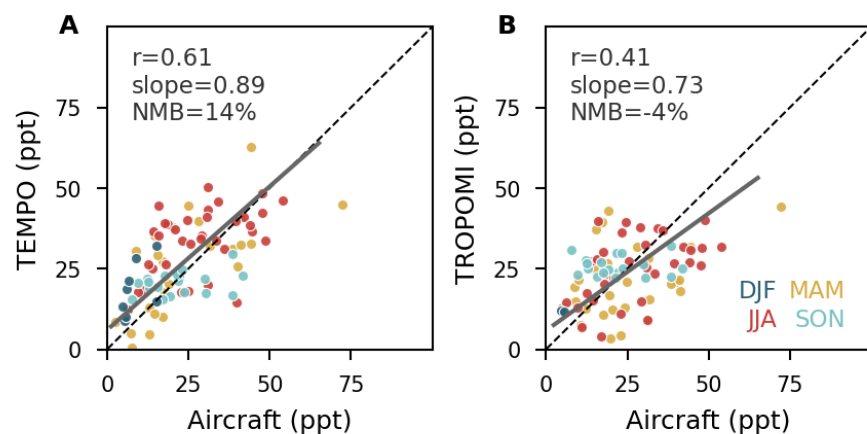 A
r=0.61
slope=0.89
NMB=14%
75
50
25
0
0
25
50
75
TEMPO (ppt)
Aircraft (ppt)
B
r=0.41
slope=0.73
NMB=-4%
75
50
25
0
0
25
50
75
TROPOMI (ppt)
Aircraft (ppt)
DJF MAM
JJA SON